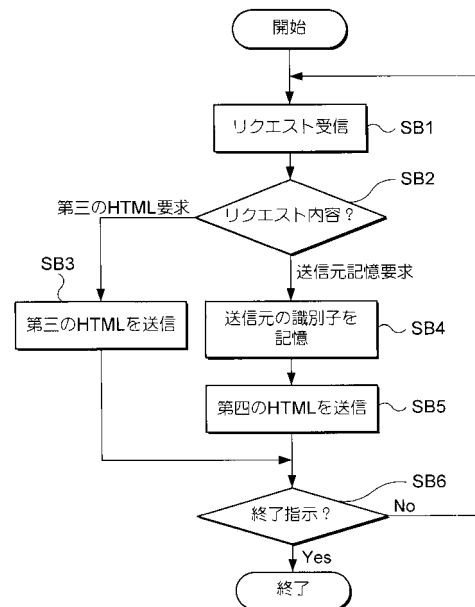 開始
リクエスト受信
SB1
SB2
リクエスト内容?
第三のHTML要求
送信元記憶要求
SB3
第三のHTMLを送信
送信元の識別子を
記憶
SB4
第四のHTMLを送信
SB5
SB6
終了指示?
No
Yes
終了